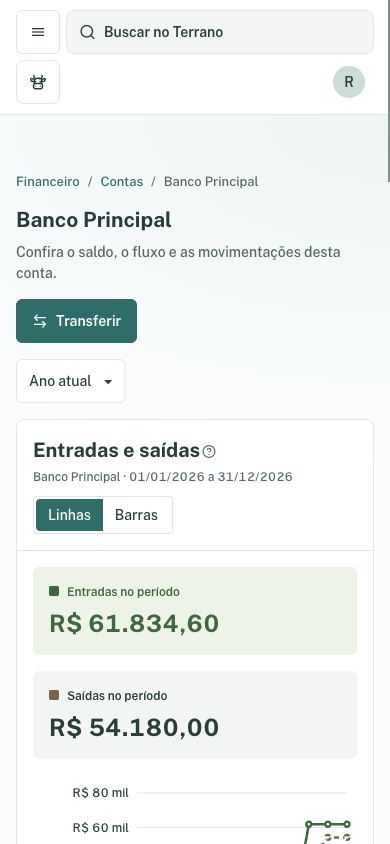 Buscar no Terrano
R
Financeiro / Contas / Banco Principal
Banco Principal
Confira o saldo, o fluxo e as movimentações desta
conta.
Transferir
Ano atual
Entradas e saídas
Banco Principal · 01/01/2026 a 31/12/2026
Linhas Barras
Entradas no período
R$ 61.834,60
Saídas no período
R$ 54.180,00
R$ 80 mil
R$ 60 mil